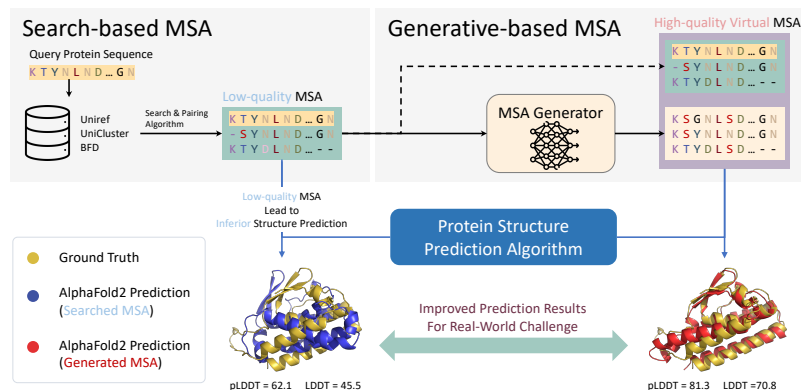 Search-based MSA
Query Protein Sequence
K T Y N L N D … G N
Uniref
UniCluster
BFD
Search & Pairing
Algorithm
Low-quality MSA
K T Y N L N D … G N
- S Y N L N D … G N
K T Y D L N D … - -
Low-quality MSA
Lead to
Inferior Structure Prediction
Generative-based MSA
MSA Generator
High-quality Virtual MSA
K T Y N L N D … G N
- S Y N L N D … G N
K T Y D L N D … - -
K S G N L S D … G N
K S Y N L S D … G N
K T Y D L S D … - -
Protein Structure
Prediction Algorithm
Ground Truth
AlphaFold2 Prediction
(Searched MSA)
AlphaFold2 Prediction
(Generated MSA)
Improved Prediction Results
For Real-World Challenge
pLDDT = 62.1 LDDT = 45.5
pLDDT = 81.3 LDDT =70.8